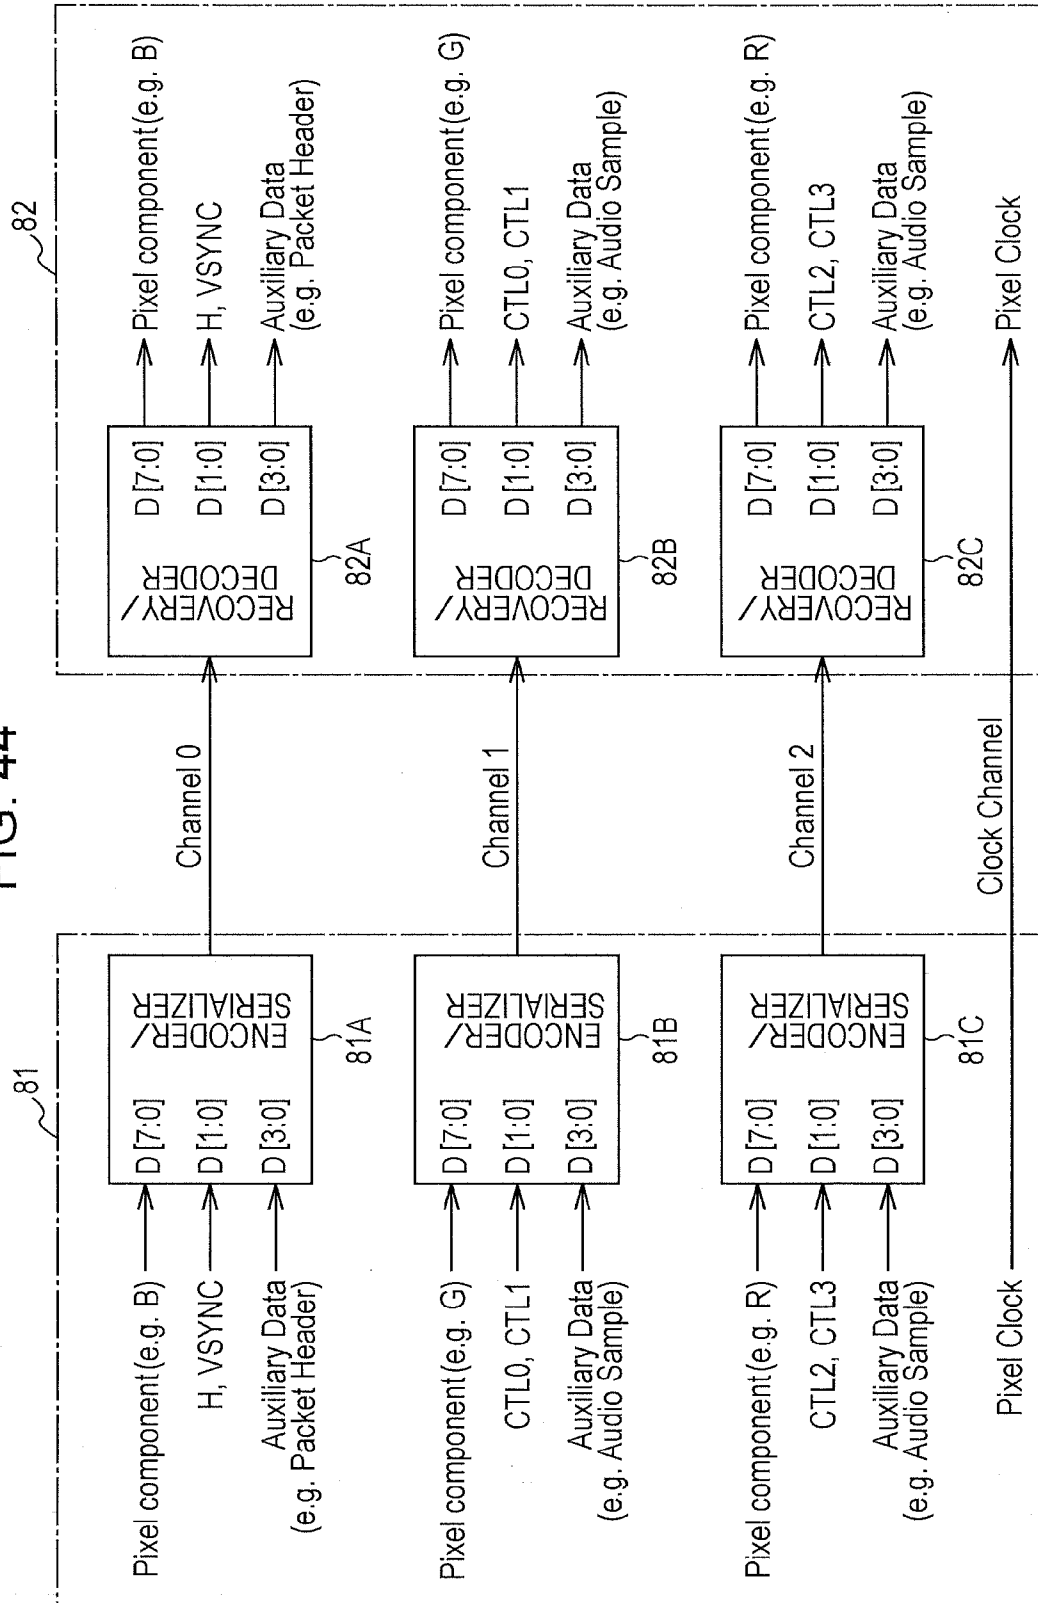 FIG. 44
81
82
Pixel component(e.g. B)
H, VSYNC
Auxiliary Data
(e.g. Packet Header)
D [7:0]
D [1:0]
D [3:0]
ENCODER/
SERIALIZER
81A
Channel 0
RECOVERY/
DECODER
D [7:0]
D [1:0]
D [3:0]
82A
Pixel component(e.g. B)
H, VSYNC
Auxiliary Data
(e.g. Packet Header)
Pixel component(e.g. G)
CTL0, CTL1
Auxiliary Data
(e.g. Audio Sample)
D [7:0]
D [1:0]
D [3:0]
ENCODER/
SERIALIZER
81B
Channel 1
RECOVERY/
DECODER
D [7:0]
D [1:0]
D [3:0]
82B
Pixel component(e.g. G)
CTL0, CTL1
Auxiliary Data
(e.g. Audio Sample)
Pixel component(e.g. R)
CTL2, CTL3
Auxiliary Data
(e.g. Audio Sample)
D [7:0]
D [1:0]
D [3:0]
ENCODER/
SERIALIZER
81C
Channel 2
RECOVERY/
DECODER
D [7:0]
D [1:0]
D [3:0]
82C
Pixel component(e.g. R)
CTL2, CTL3
Auxiliary Data
(e.g. Audio Sample)
Pixel Clock
Clock Channel
Pixel Clock